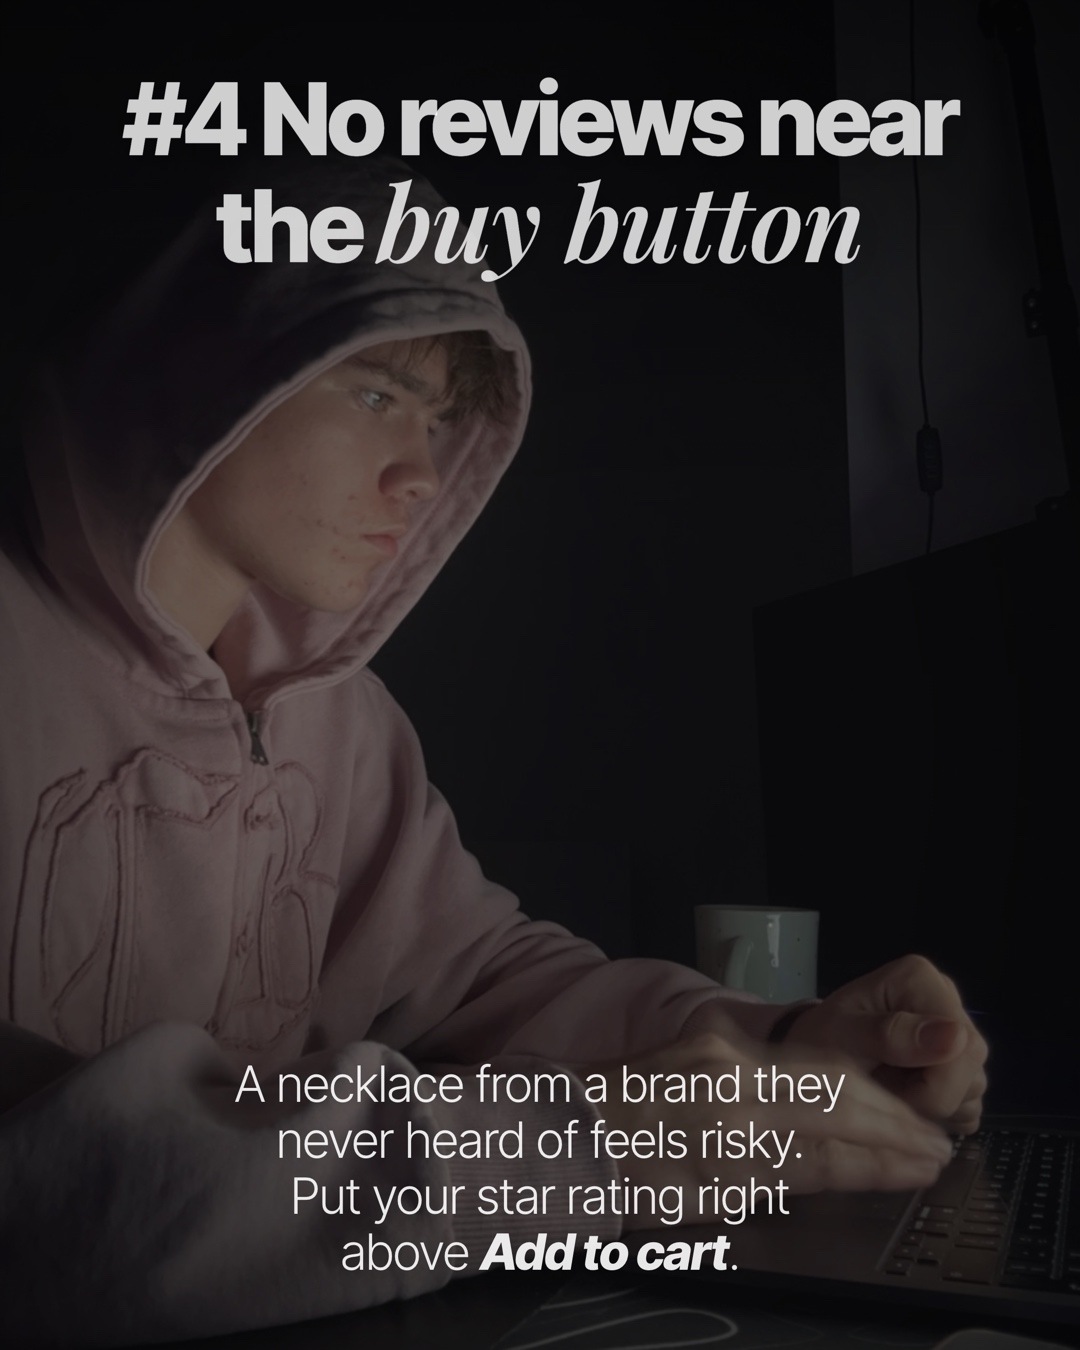 #4 No reviews near
the buy button
A necklace from a brand they
never heard of feels risky.
Put your star rating right
above Add to cart.